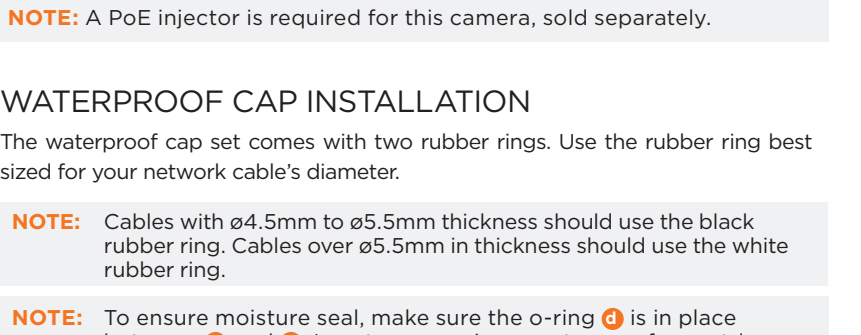 NOTE: A PoE injector is required for this camera, sold separately.
WATERPROOF CAP INSTALLATION
The waterproof cap set comes with two rubber rings. Use the rubber ring best
sized for your network cable's diameter.
NOTE: Cables with ø4.5mm to ø5.5mm thickness should use the black
rubber ring. Cables over ø5.5mm in thickness should use the white
rubber ring.
NOTE: To ensure moisture seal, make sure the o-ring d is in place